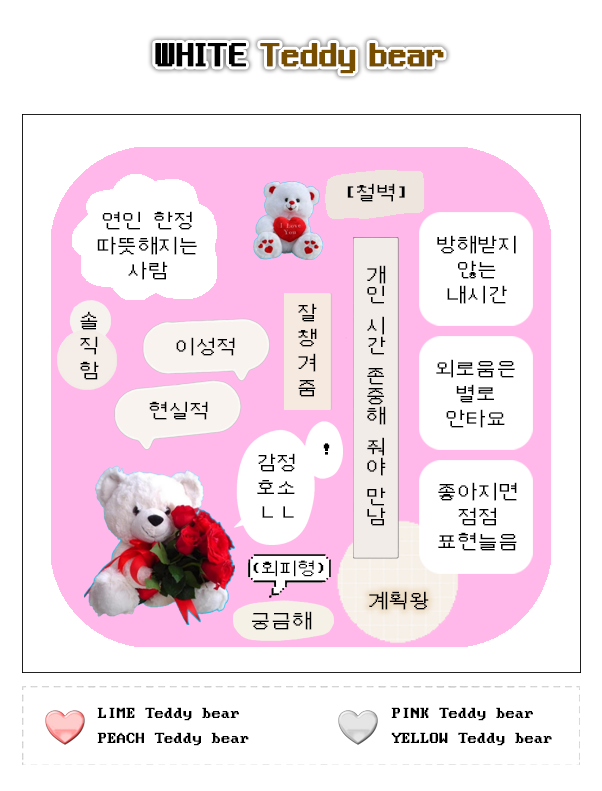 WHITE Teddy bear
연인 한정
따뜻해지는
사람
I love
You
[철벽]
방해받지
않는
내시간
솔
직
함
이성적
현실적
잘
챙
겨
줌
개
인
시
간
존
중
해
줘
야
만
남
외로움은
별로
안타요
감정
호소
ㄴㄴ
!
좋아지면
점점
표현늘음
(회피형)
궁금해
계획왕
LIME Teddy bear
PEACH Teddy bear
PINK Teddy bear
YELLOW Teddy bear